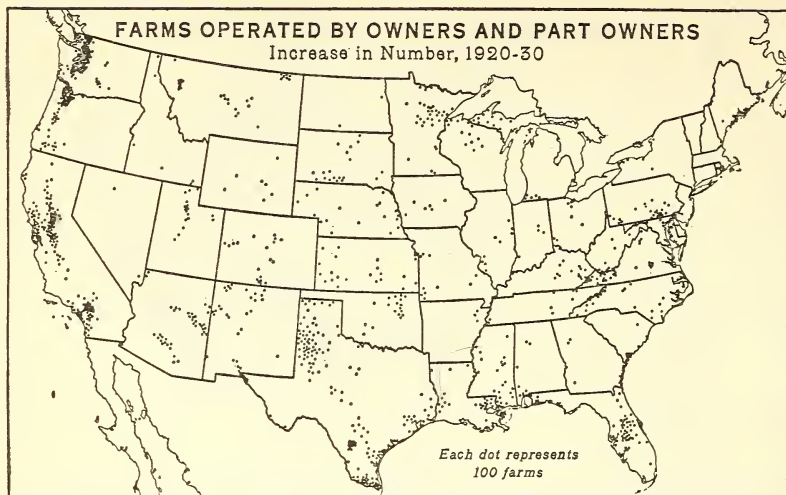 FARMS OPERATED BY OWNERS AND PART OWNERS
Increase in Number, 1920-30
Each dot represents
100 farms